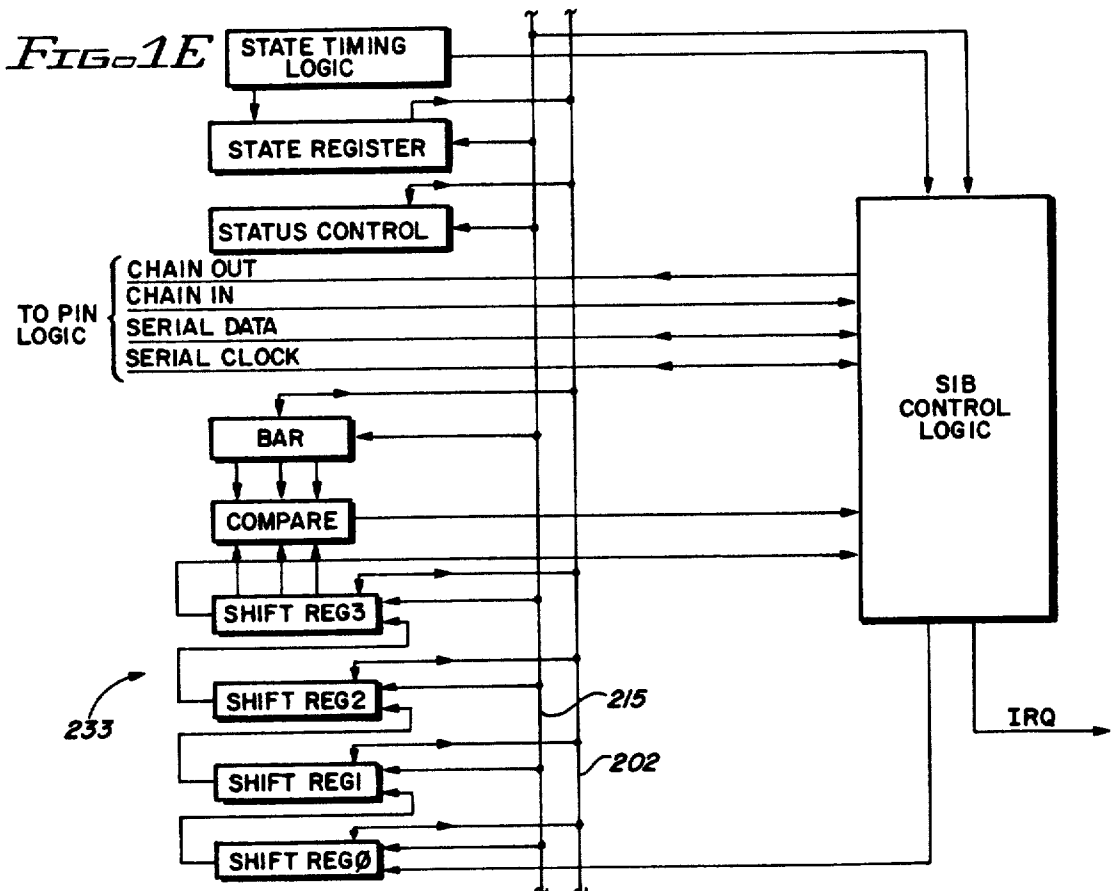 FIG. 1E
STATE TIMING
LOGIC
STATE REGISTER
STATUS CONTROL
TO PIN
LOGIC
CHAIN OUT
CHAIN IN
SERIAL DATA
SERIAL CLOCK
SIB
CONTROL
LOGIC
BAR
COMPARE
SHIFT REG3
SHIFT REG2
SHIFT REG1
SHIFT REGØ
233
215
202
IRQ